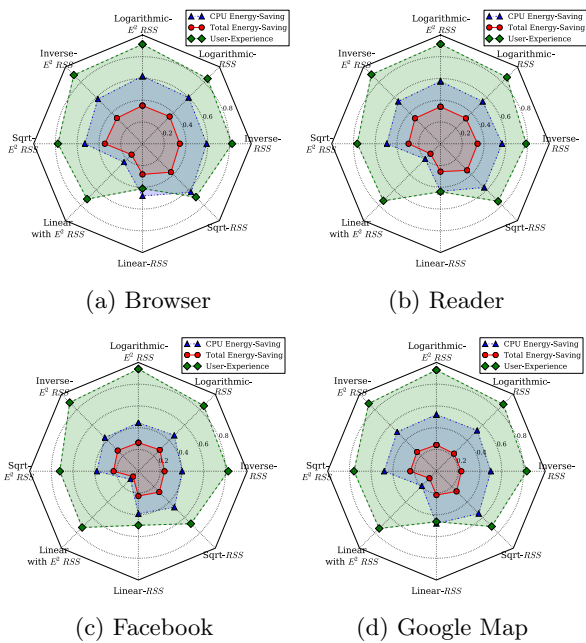 Logarithmic-
E² RSS
CPU Energy-Saving
Total Energy-Saving
User-Experience
Inverse-
E² RSS
Logarithmic-
RSS
0.8
0.6
0.4
0.2
Sqrt-
E² RSS
Inverse-
RSS
Linear
with E² RSS
Sqrt-RSS
Linear-RSS
(a) Browser
Logarithmic-
E² RSS
CPU Energy-Saving
Total Energy-Saving
User-Experience
Inverse-
E² RSS
Logarithmic-
RSS
0.8
0.6
0.4
0.2
Sqrt-
E² RSS
Inverse-
RSS
Linear
with E² RSS
Sqrt-RSS
Linear-RSS
(b) Reader
Logarithmic-
E² RSS
CPU Energy-Saving
Total Energy-Saving
User-Experience
Inverse-
E² RSS
Logarithmic-
RSS
0.8
0.6
0.4
0.2
Sqrt-
E² RSS
Inverse-
RSS
Linear
with E² RSS
Sqrt-RSS
Linear-RSS
(c) Facebook
Logarithmic-
E² RSS
CPU Energy-Saving
Total Energy-Saving
User-Experience
Inverse-
E² RSS
Logarithmic-
RSS
0.8
0.6
0.4
0.2
Sqrt-
E² RSS
Inverse-
RSS
Linear
with E² RSS
Sqrt-RSS
Linear-RSS
(d) Google Map